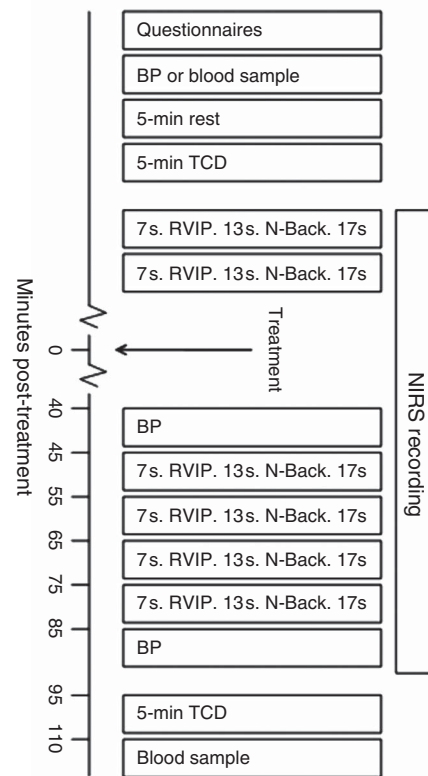 Questionnaires
BP or blood sample
5-min rest
5-min TCD
7s. RVIP. 13s. N-Back. 17s
7s. RVIP. 13s. N-Back. 17s
Treatment
NIRS recording
Minutes post-treatment
0
40
BP
45
7s. RVIP. 13s. N-Back. 17s
55
7s. RVIP. 13s. N-Back. 17s
65
7s. RVIP. 13s. N-Back. 17s
75
7s. RVIP. 13s. N-Back. 17s
85
BP
95
5-min TCD
110
Blood sample